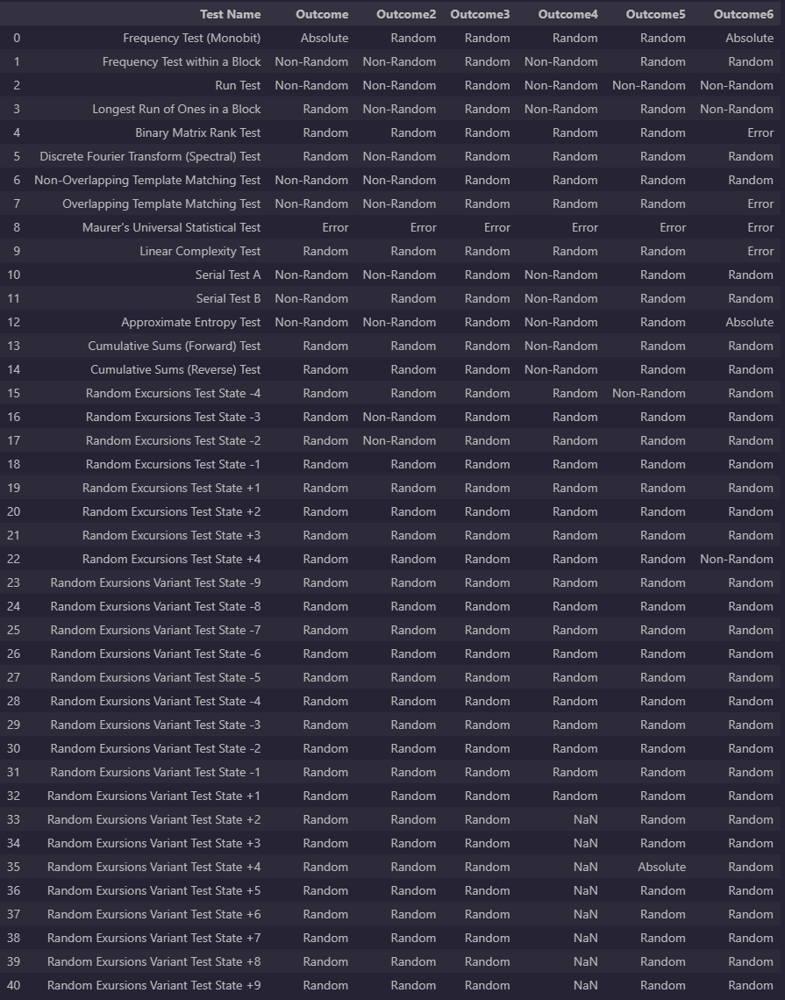 Test Name Outcome Outcome2 Outcome3 Outcome4 Outcome5 Outcome6
0 Frequency Test (Monobit) Absolute Random Random Random Random Absolute
1 Frequency Test within a Block Non-Random Non-Random Random Non-Random Random Random
2 Run Test Non-Random Non-Random Random Non-Random Non-Random Non-Random
3 Longest Run of Ones in a Block Random Non-Random Random Non-Random Random Non-Random
4 Binary Matrix Rank Test Random Random Random Random Random Error
5 Discrete Fourier Transform (Spectral) Test Random Non-Random Random Random Random Random
6 Non-Overlapping Template Matching Test Non-Random Non-Random Random Random Random Random
7 Overlapping Template Matching Test Non-Random Non-Random Random Random Random Error
8 Maurer's Universal Statistical Test Error Error Error Error Error Error
9 Linear Complexity Test Random Random Random Random Random Error
10 Serial Test A Non-Random Non-Random Random Non-Random Random Random
11 Serial Test B Non-Random Random Random Non-Random Random Random
12 Approximate Entropy Test Non-Random Non-Random Random Non-Random Random Absolute
13 Cumulative Sums (Forward) Test Random Random Random Non-Random Random Random
14 Cumulative Sums (Reverse) Test Random Random Random Non-Random Random Random
15 Random Excursions Test State -4 Random Random Random Random Non-Random Random
16 Random Excursions Test State -3 Random Non-Random Random Random Random Random
17 Random Excursions Test State -2 Random Non-Random Random Random Random Random
18 Random Excursions Test State -1 Random Random Random Random Random Random
19 Random Excursions Test State +1 Random Random Random Random Random Random
20 Random Excursions Test State +2 Random Random Random Random Random Random
21 Random Excursions Test State +3 Random Random Random Random Random Random
22 Random Excursions Test State +4 Random Random Random Random Random Non-Random
23 Random Exursions Variant Test State -9 Random Random Random Random Random Random
24 Random Exursions Variant Test State -8 Random Random Random Random Random Random
25 Random Exursions Variant Test State -7 Random Random Random Random Random Random
26 Random Exursions Variant Test State -6 Random Random Random Random Random Random
27 Random Exursions Variant Test State -5 Random Random Random Random Random Random
28 Random Exursions Variant Test State -4 Random Random Random Random Random Random
29 Random Exursions Variant Test State -3 Random Random Random Random Random Random
30 Random Exursions Variant Test State -2 Random Random Random Random Random Random
31 Random Exursions Variant Test State -1 Random Random Random Random Random Random
32 Random Exursions Variant Test State +1 Random Random Random Random Random Random
33 Random Exursions Variant Test State +2 Random Random Random NaN Random Random
34 Random Exursions Variant Test State +3 Random Random Random NaN Random Random
35 Random Exursions Variant Test State +4 Random Random Random NaN Absolute Random
36 Random Exursions Variant Test State +5 Random Random Random NaN Random Random
37 Random Exursions Variant Test State +6 Random Random Random NaN Random Random
38 Random Exursions Variant Test State +7 Random Random Random NaN Random Random
39 Random Exursions Variant Test State +8 Random Random Random NaN Random Random
40 Random Exursions Variant Test State +9 Random Random Random NaN Random Random